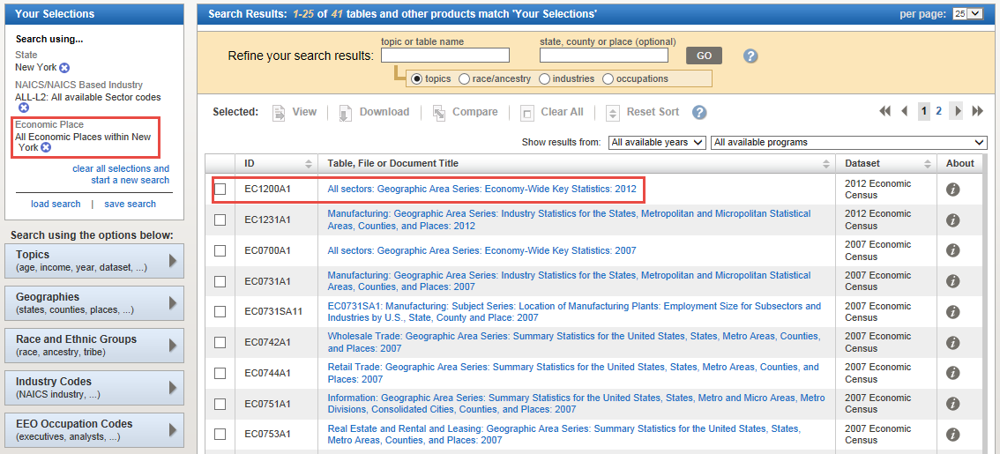 Your Selections
Search using...
State
New York
NAICS/NAICS Based Industry
ALL-L2: All available Sector codes
Economic Place
All Economic Places within New
York
clear all selections and
start a new search
load search | save search
Search using the options below:
Topics
(age, income, year, dataset, ...)
Geographies
(states, counties, places, ...)
Race and Ethnic Groups
(race, ancestry, tribe)
Industry Codes
(NAICS industry, ...)
EEO Occupation Codes
(executives, analysts, ...)
Search Results: 1-25 of 41 tables and other products match 'Your Selections'
per page: 25
topic or table name
state, county or place (optional)
Refine your search results:
GO
?
topics race/ancestry industries occupations
Selected: View | Download | Compare | Clear All | Reset Sort ?
1 2
Show results from: All available years All available programs
ID Table, File or Document Title Dataset About
EC1200A1 All sectors: Geographic Area Series: Economy-Wide Key Statistics: 2012 2012 Economic
Census
EC1231A1 Manufacturing: Geographic Area Series: Industry Statistics for the States, Metropolitan and Micropolitan Statistical 2012 Economic
Areas, Counties, and Places: 2012 Census
EC0700A1 All sectors: Geographic Area Series: Economy-Wide Key Statistics: 2007 2007 Economic
Census
EC0731A1 Manufacturing: Geographic Area Series: Industry Statistics for the States, Metropolitan and Micropolitan Statistical 2007 Economic
Areas, Counties, and Places: 2007 Census
EC0731SA11 EC0731SA1: Manufacturing: Subject Series: Location of Manufacturing Plants: Employment Size for Subsectors and 2007 Economic
Industries by U.S., State, County and Place: 2007 Census
EC0742A1 Wholesale Trade: Geographic Area Series: Summary Statistics for the United States, States, Metro Areas, Counties, 2007 Economic
and Places: 2007 Census
EC0744A1 Retail Trade: Geographic Area Series: Summary Statistics for the United States, States, Metro Areas, Counties, and 2007 Economic
Places: 2007 Census
EC0751A1 Information: Geographic Area Series: Summary Statistics for the United States, States, Metro and Micro Areas, Metro 2007 Economic
Divisions, Consolidated Cities, Counties, and Places: 2007 Census
EC0753A1 Real Estate and Rental and Leasing: Geographic Area Series: Summary Statistics for the United States, States, 2007 Economic
Metro Areas, Counties, and Places: 2007 Census